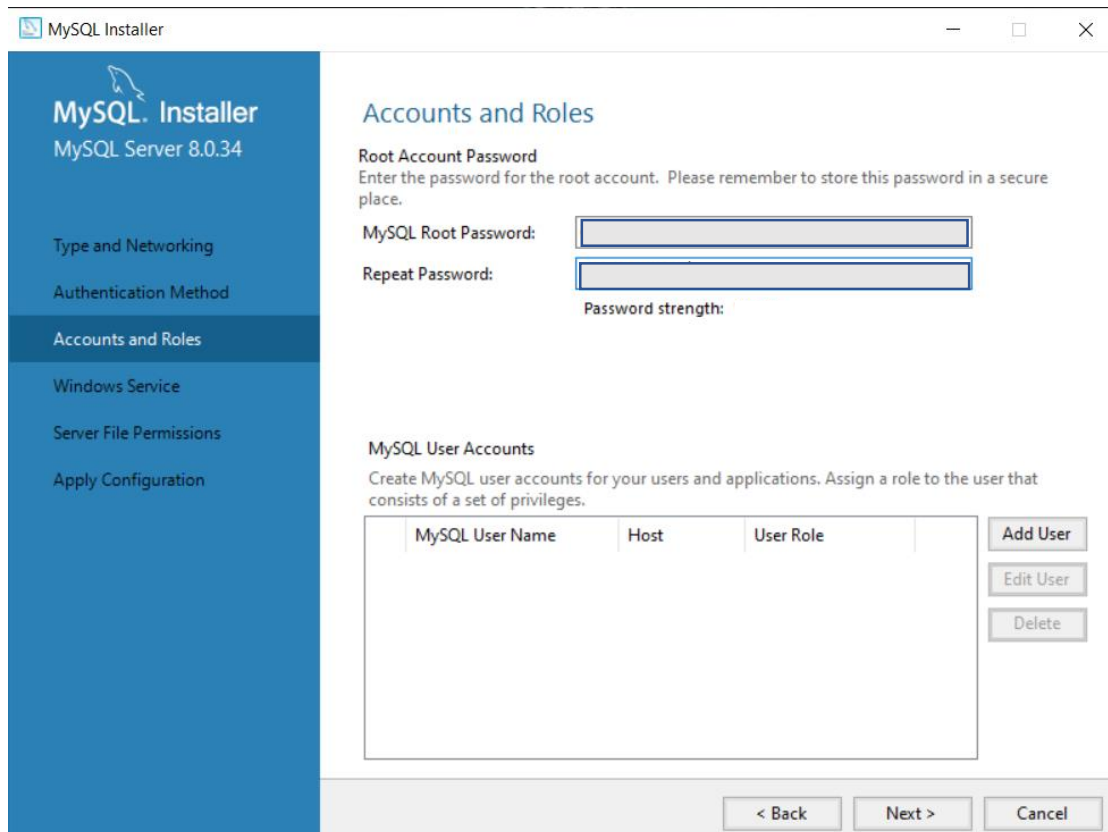 MySQL Installer
MySQL. Installer
MySQL Server 8.0.34
Type and Networking
Authentication Method
Accounts and Roles
Windows Service
Server File Permissions
Apply Configuration
Accounts and Roles
Root Account Password
Enter the password for the root account.  Please remember to store this password in a secure
place.
MySQL Root Password:
Repeat Password:
Password strength:
MySQL User Accounts
Create MySQL user accounts for your users and applications. Assign a role to the user that
consists of a set of privileges.
MySQL User Name Host User Role
Add User
Edit User
Delete
< Back Next > Cancel